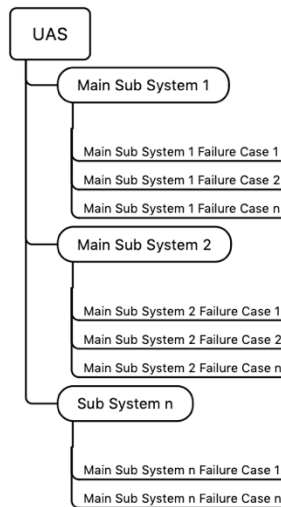 UAS
Main Sub System 1
Main Sub System 1 Failure Case 1
Main Sub System 1 Failure Case 2
Main Sub System 1 Failure Case n
Main Sub System 2
Main Sub System 2 Failure Case 1
Main Sub System 2 Failure Case 2
Main Sub System 2 Failure Case n
Sub System n
Main Sub System n Failure Case 1
Main Sub System n Failure Case n